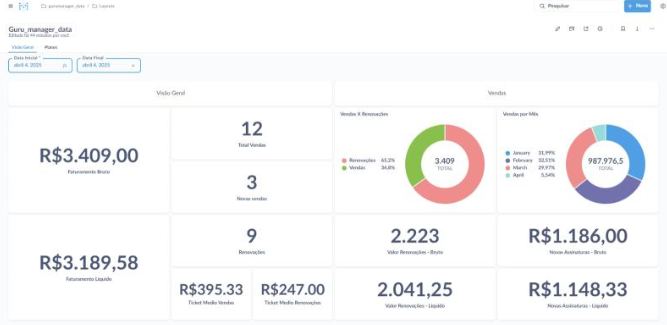 guru_manager_data / Layouts
Pesquisar
+ Novo
Guru_manager_data
Visão Geral
Planos
Data Inicial *
abril 4, 2025
Data Final
abril 4, 2025
Visão Geral
Vendas
R$3.409,00
Faturamento Bruto
12
Total Vendas
3
Novas vendas
Vendas X Renovações
Renovações 65,2%
Vendas 34,8%
3.409
TOTAL
Vendas por Mês
January 31,99%
February 32,51%
March 29,97%
April 5,54%
987.976,5
TOTAL
R$3.189,58
Faturamento Líquido
9
Renovações
R$395.33
Ticket Medio Vendas
R$247.00
Ticket Medio Renovações
2.223
Valor Renovações - Bruto
R$1.186,00
Novas Assinaturas - Bruto
2.041,25
Valor Renovações - Líquido
R$1.148,33
Novas Assinaturas - Líquido